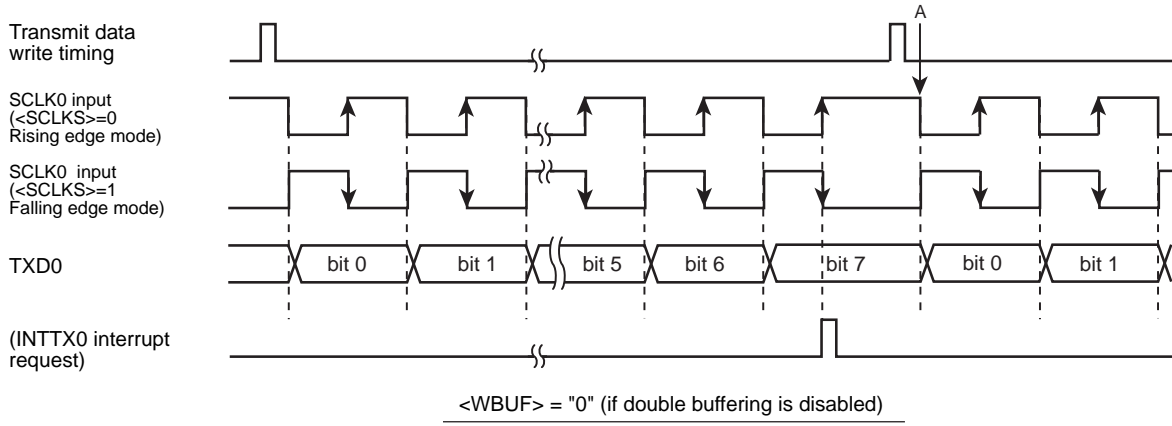 A
Transmit data
write timing
SCLK0 input
(<SCLKS>=0
Rising edge mode)
SCLK0 input
(<SCLKS>=1
Falling edge mode)
TXD0
bit 0 bit 1 bit 5 bit 6 bit 7 bit 0 bit 1
(INTTX0 interrupt
request)
<WBUF> = "0" (if double buffering is disabled)